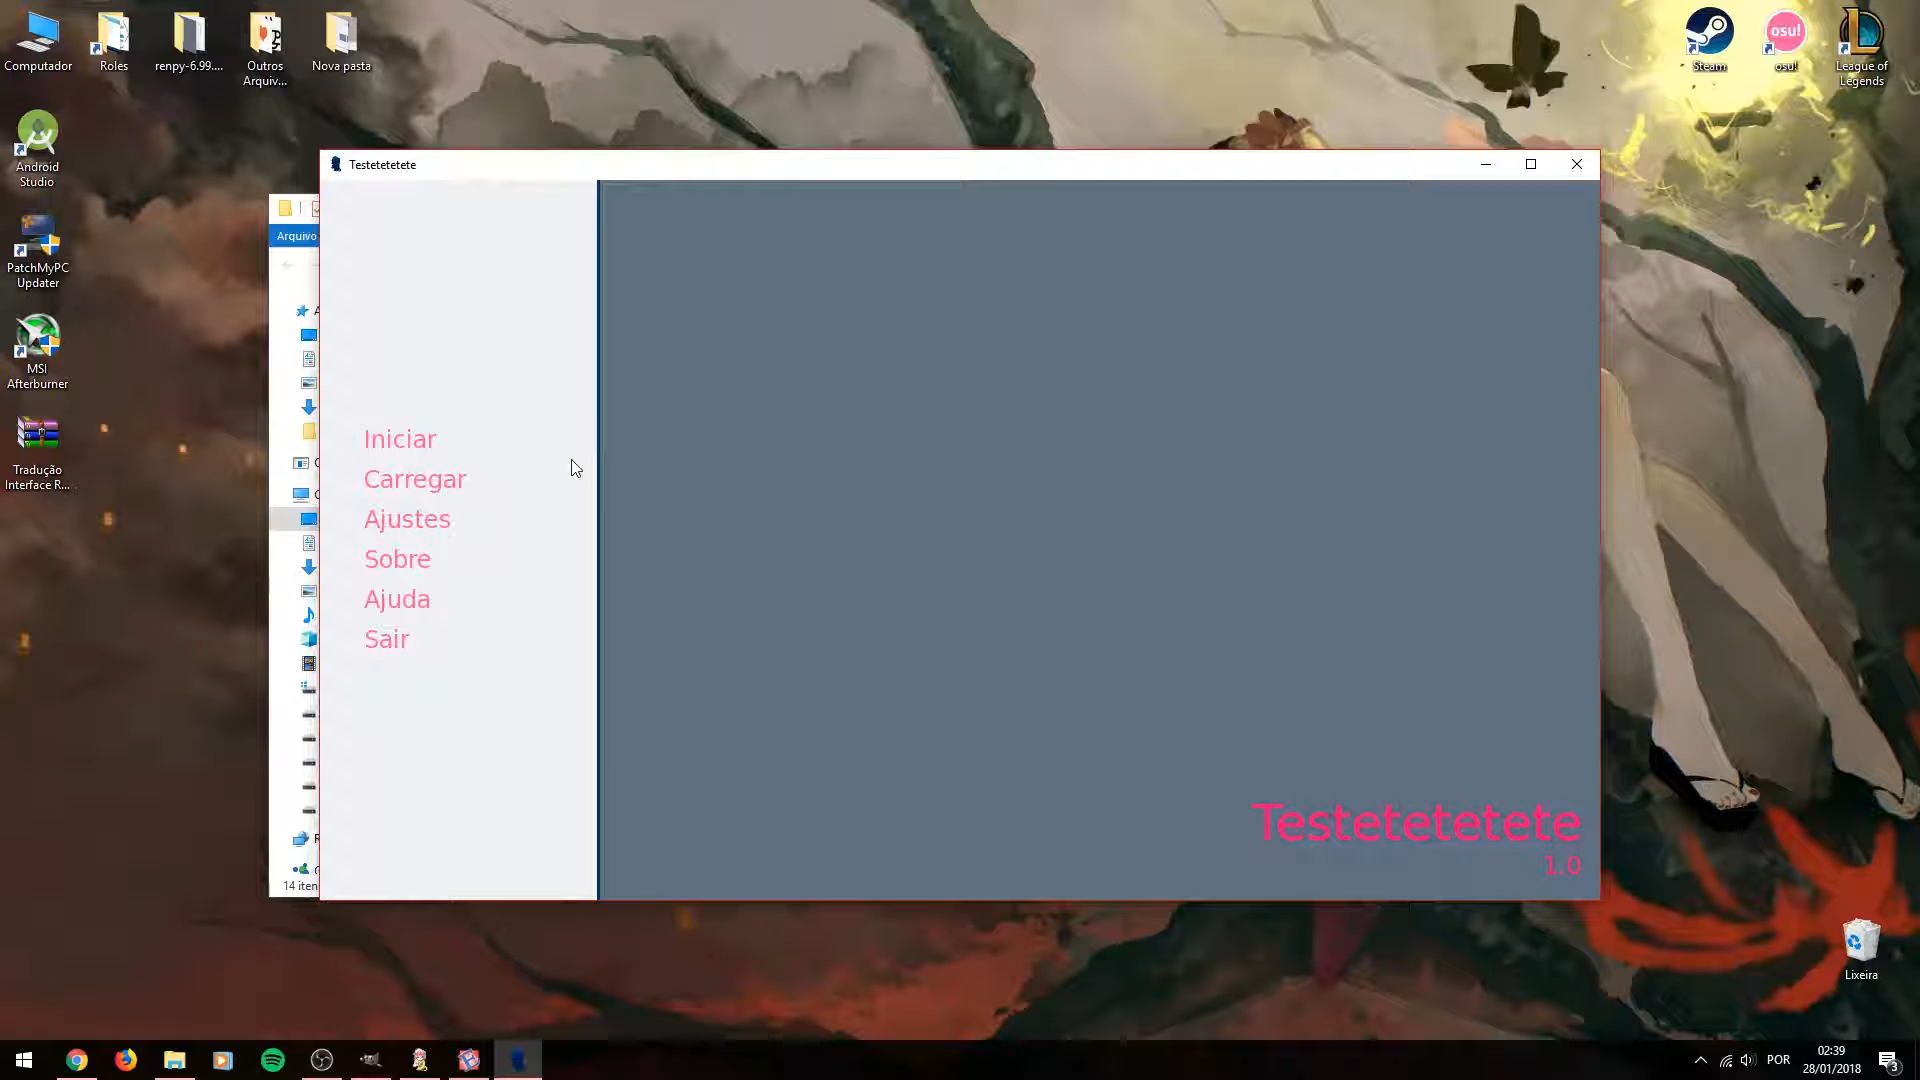 Computador
Roles
renpy-6.99....
Outros
Arquiv...
Nova pasta
osu!
Steam
osu!
League of
Legends
Android
Studio
PatchMyPC
Updater
MSI
Afterburner
Tradução
Interface R...
Testetetetete
Arquivo
Iniciar
Carregar
Ajustes
Sobre
Ajuda
Sair
Testetetetete
1.0
14 iten
Lixeira
POR
02:39
28/01/2018
3